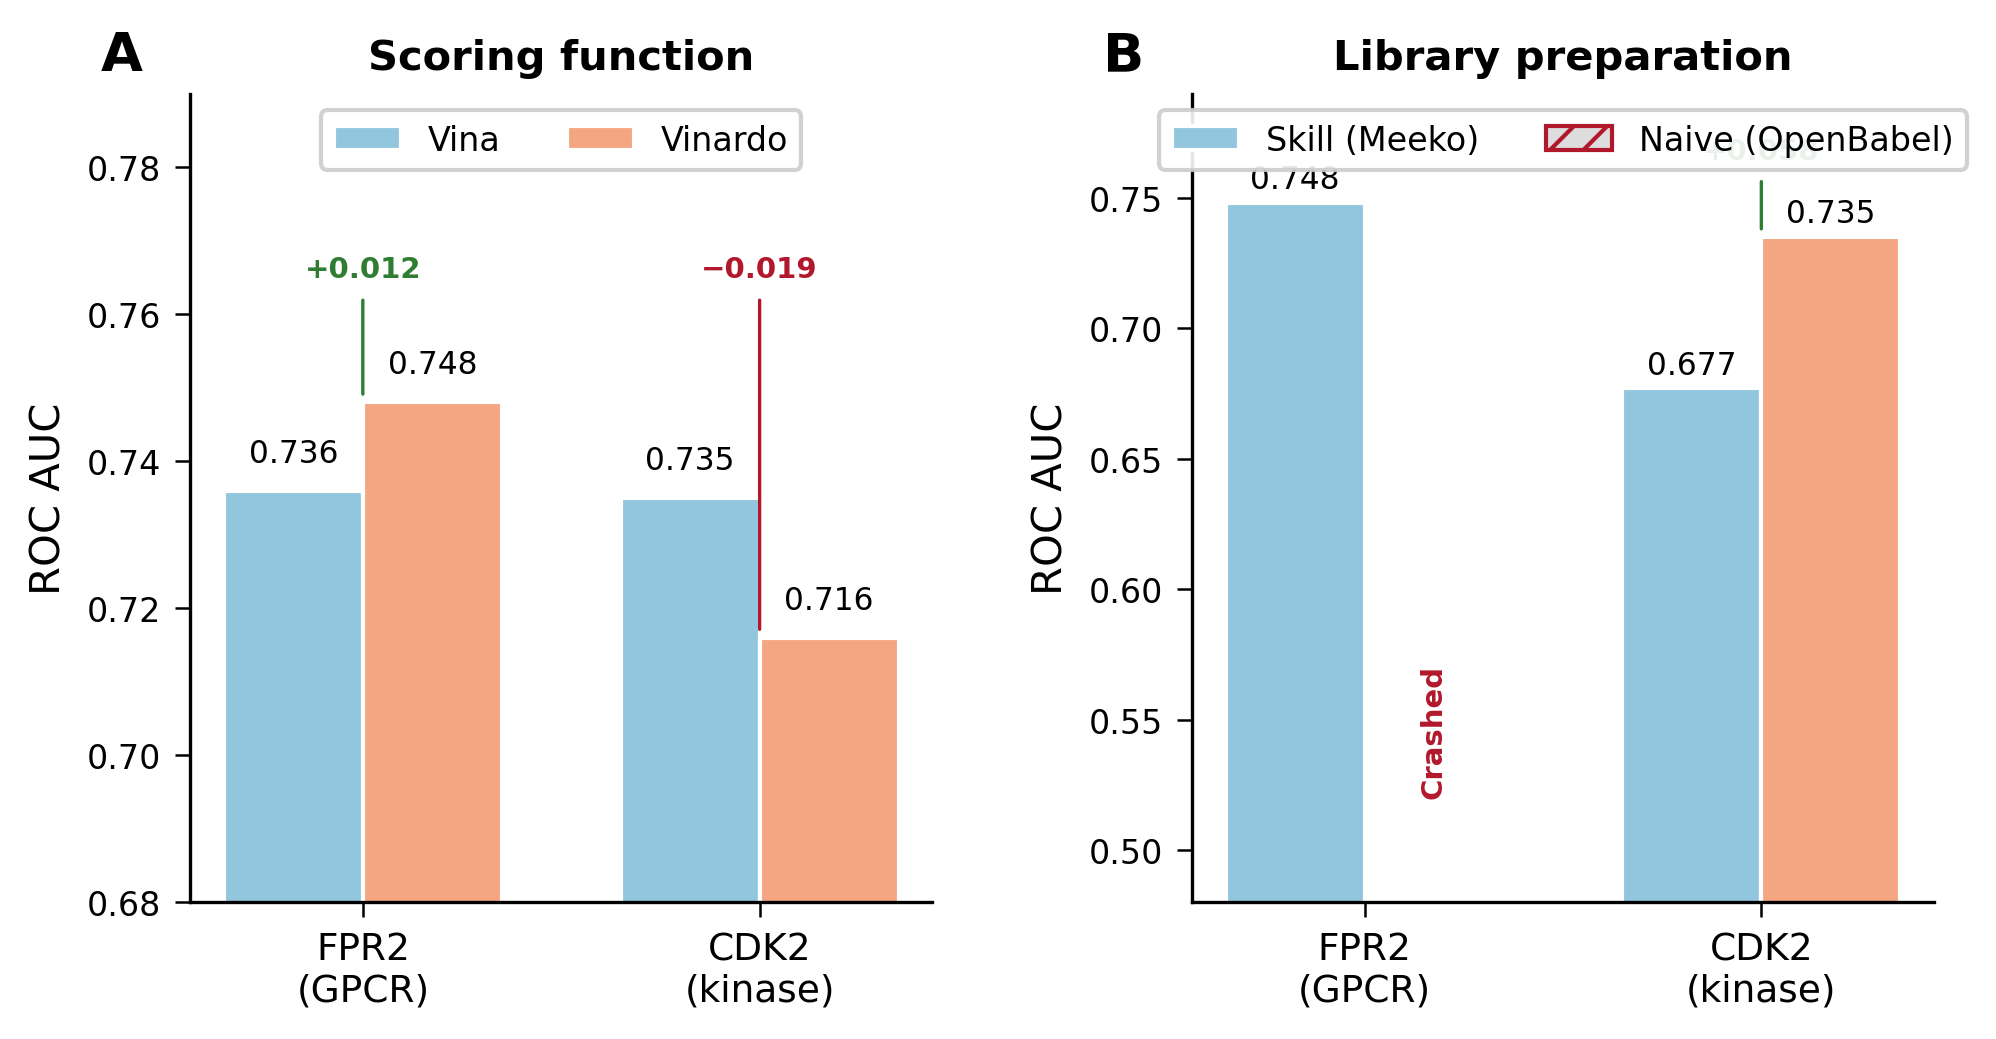 A
Scoring function
Vina
Vinardo
0.78
0.76
0.74
0.72
0.70
0.68
ROC AUC
+0.012
−0.019
0.736
0.748
0.735
0.716
FPR2
(GPCR)
CDK2
(kinase)
B
Library preparation
Skill (Meeko)
Naive (OpenBabel)
0.75
0.70
0.65
0.60
0.55
0.50
ROC AUC
0.748
+0.058
0.677
0.735
Crashed
FPR2
(GPCR)
CDK2
(kinase)